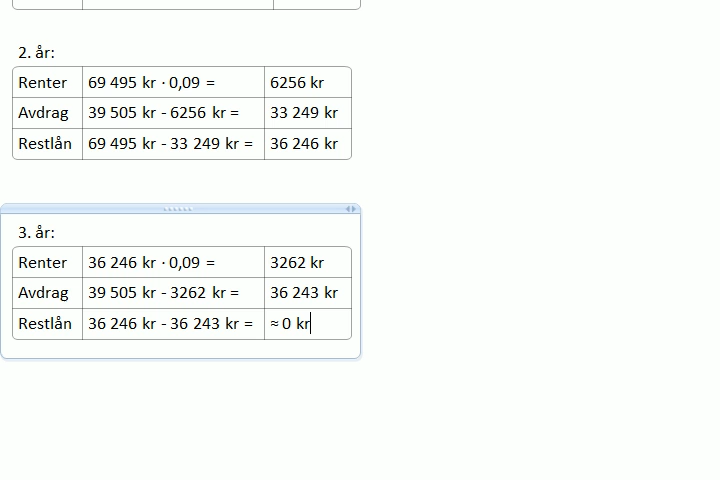 2. år:
Renter 69 495 kr · 0,09 = 6256 kr
Avdrag 39 505 kr - 6256 kr = 33 249 kr
Restlån 69 495 kr - 33 249 kr = 36 246 kr
3. år:
Renter 36 246 kr · 0,09 = 3262 kr
Avdrag 39 505 kr - 3262 kr = 36 243 kr
Restlån 36 246 kr - 36 243 kr = ≈ 0 kr